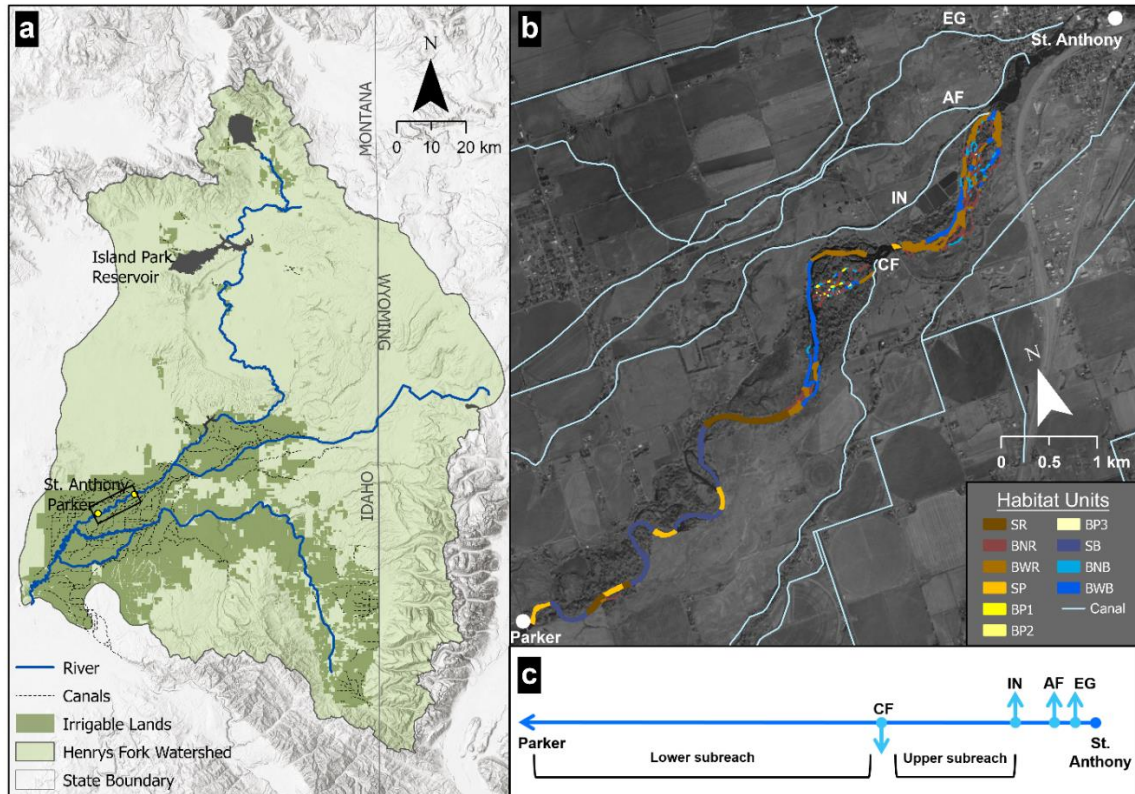 a
N
0 10 20 km
MONTANA
Island Park
Reservoir
WYOMING
IDAHO
St. Anthony
Parker
River
Canals
Irrigable Lands
Henrys Fork Watershed
State Boundary
b
EG
St. Anthony
AF
IN
CF
N
0 0.5 1 km
Parker
Habitat Units
SR
BNR
BWR
SP
BP1
BP2
BP3
SB
BNB
BWB
Canal
c
CF
IN
AF
EG
Parker
St.
Anthony
Lower subreach
Upper subreach